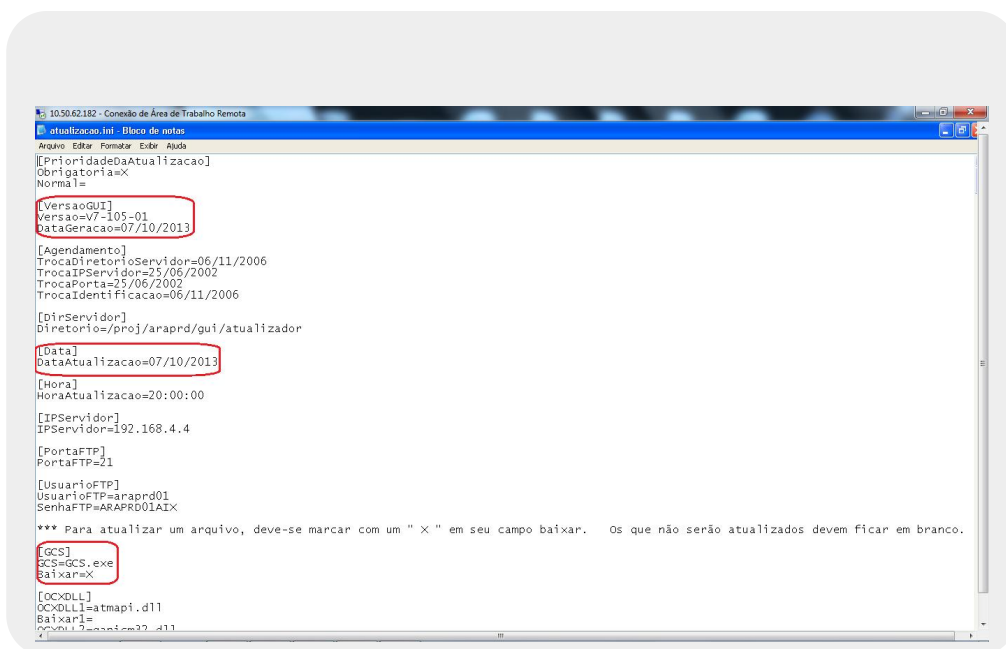 10.50.62.182 - Conexão de Área de Trabalho Remota
atualizacao.ini - Bloco de notas
Arquivo Editar Formatar Exibir Ajuda
[PrioridadeDaAtualizacao]
Obrigatoria=X
Normal=
[VersaoGUI]
Versao=V7-105-01
DataGeracao=07/10/2013
[Agendamento]
TrocaDiretorioServidor=06/11/2006
TrocaIPServidor=25/06/2002
TrocaPorta=25/06/2002
TrocaIdentificacao=06/11/2006
[DirServidor]
Diretorio=/proj/araprd/gui/atualizador
[Data]
DataAtualizacao=07/10/2013
[Hora]
HoraAtualizacao=20:00:00
[IPServidor]
IPServidor=192.168.4.4
[PortaFTP]
PortaFTP=21
[UsuarioFTP]
UsuarioFTP=araprd01
SenhaFTP=ARAPRD01AIX
*** Para atualizar um arquivo, deve-se marcar com um " X " em seu campo baixar.   Os que não serão atualizados devem ficar em branco.
[GCS]
GCS=GCS.exe
Baixar=X
[OCXDLL]
OCXDLL1=atmapi.dll
Baixar1=